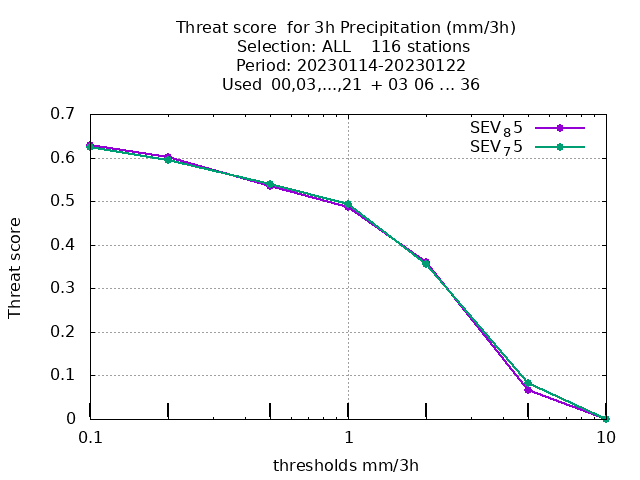 Threat score  for 3h Precipitation (mm/3h)
Selection: ALL    116 stations
Period: 20230114-20230122
Used  00,03,...,21  + 03 06 ... 36
SEV₈5
SEV₇5
0.7
0.6
0.5
0.4
0.3
0.2
0.1
0
Threat score
0.1
1
10
thresholds mm/3h